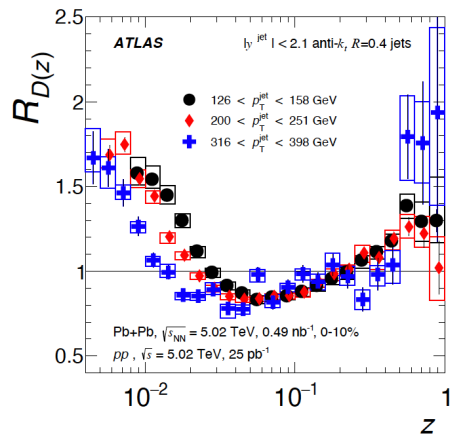 ATLAS
|y^jet| < 2.1 anti-k_t R=0.4 jets
126 < p_T^jet < 158 GeV
200 < p_T^jet < 251 GeV
316 < p_T^jet < 398 GeV
R_D(z)
2.5
2
1.5
1
0.5
Pb+Pb, √s_NN = 5.02 TeV, 0.49 nb^-1, 0-10%
pp , √s = 5.02 TeV, 25 pb^-1
10^-2
10^-1
1
z